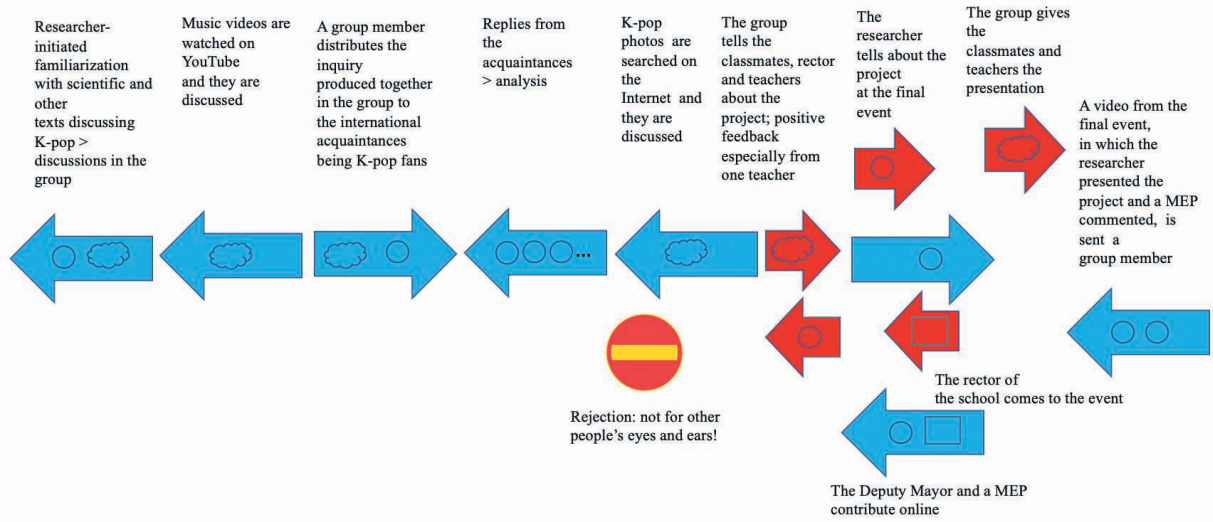 Researcher-
initiated
familiarization
with scientific and
other
texts discussing
K-pop >
discussions in the
group
Music videos are
watched on
YouTube
and they are
discussed
A group member
distributes the
inquiry
produced together
in the group to
the international
acquaintances
being K-pop fans
Replies from
the
acquaintances
> analysis
K-pop
photos are
searched on
the
Internet and
they are
discussed
The group
tells the
classmates, rector
and teachers
about the
project; positive
feedback
especially from
one teacher
The
researcher
tells about the
project
at the final
event
The group gives
the
classmates and
teachers the
presentation
A video from the
final event,
in which the
researcher
presented the
project and a MEP
commented, is
sent a
group member
...
Rejection: not for other
people's eyes and ears!
The rector of
the school comes to the event
The Deputy Mayor and a MEP
contribute online